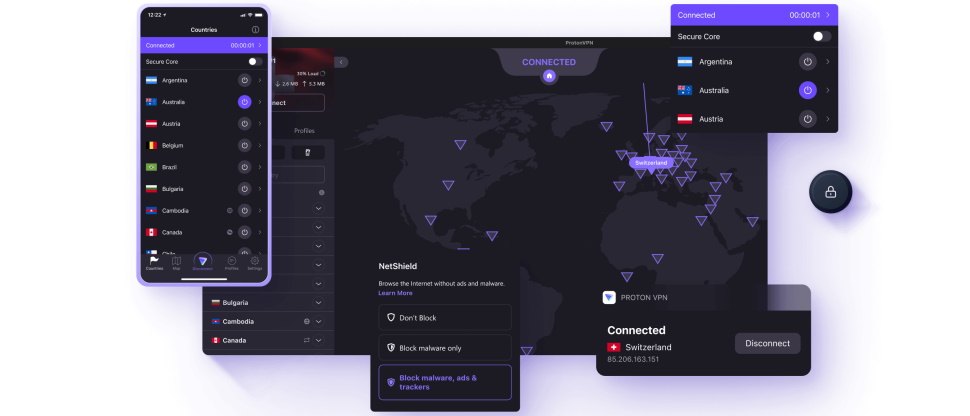 12:22
Countries
Connected 00:00:01
Secure Core
Argentina
Australia
Austria
Belgium
Brazil
Bulgaria
Cambodia
Canada
Countries Map Disconnect Profiles Settings
ProtonVPN
CONNECTED
30% Load
2.6 MB 5.3 MB
nect
Profiles
Bulgaria
Cambodia
Canada
Switzerland
NetShield
Browse the Internet without ads and malware.
Learn More
Don't Block
Block malware only
Block malware, ads &
trackers
Connected 00:00:01
Secure Core
Argentina
Australia
Austria
PROTON VPN
Connected
Switzerland
85.206.163.151
Disconnect